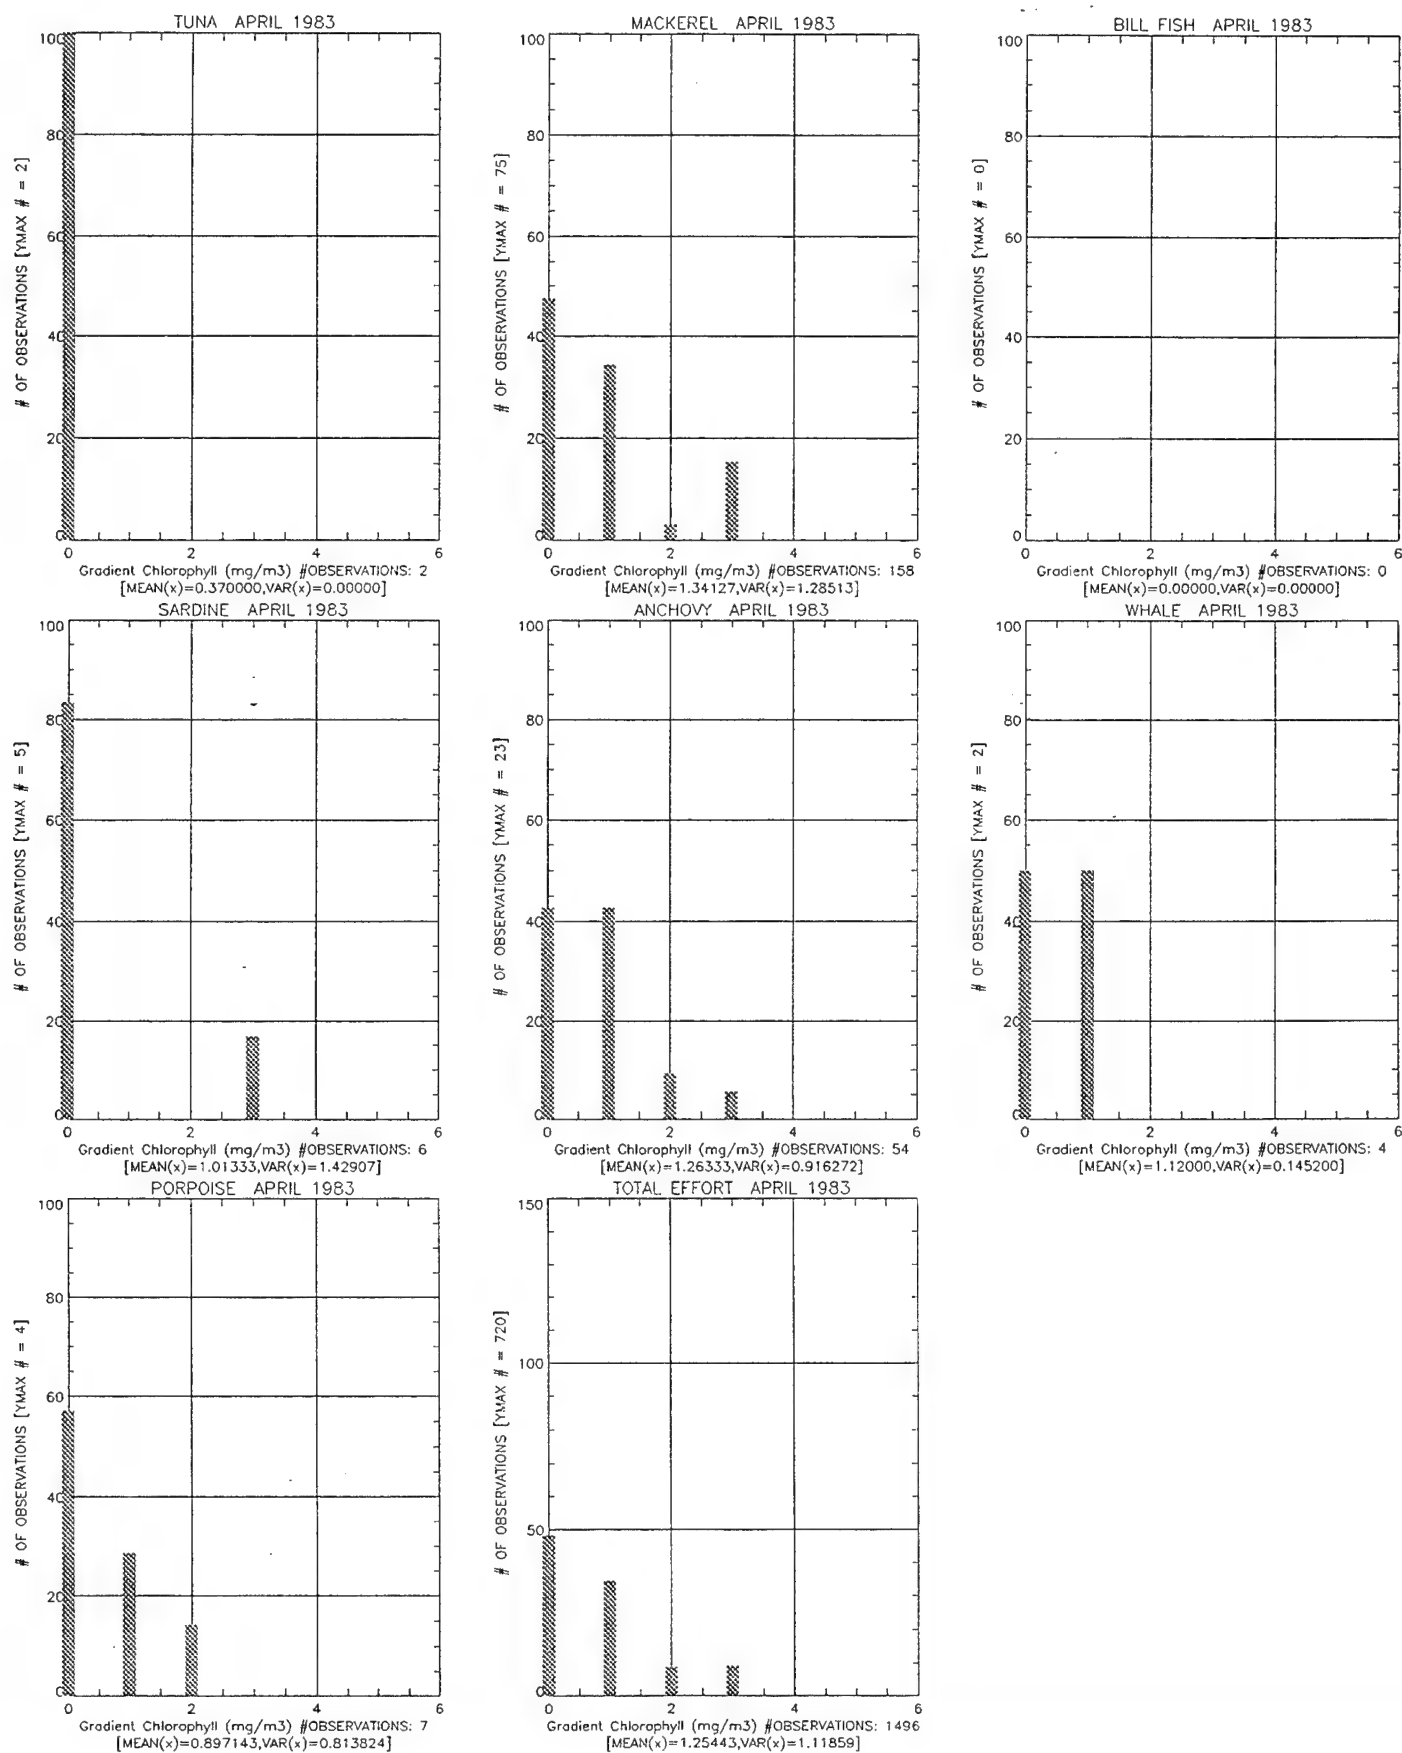 TUNA APRIL 1983
100
80
60
40
20
0
0 2 4 6
# OF OBSERVATIONS [YMAX # = 2]
Gradient Chlorophyll (mg/m3) #OBSERVATIONS: 2
[MEAN(x)=0.370000,VAR(x)=0.00000]
MACKEREL APRIL 1983
100
80
60
40
20
0
0 2 4 6
# OF OBSERVATIONS [YMAX # = 75]
Gradient Chlorophyll (mg/m3) #OBSERVATIONS: 158
[MEAN(x)=1.34127,VAR(x)=1.28513]
BILL FISH APRIL 1983
100
80
60
40
20
0
0 2 4 6
# OF OBSERVATIONS [YMAX # = 0]
Gradient Chlorophyll (mg/m3) #OBSERVATIONS: 0
[MEAN(x)=0.00000,VAR(x)=0.00000]
SARDINE APRIL 1983
100
80
60
40
20
0
0 2 4 6
# OF OBSERVATIONS [YMAX # = 5]
Gradient Chlorophyll (mg/m3) #OBSERVATIONS: 6
[MEAN(x)=1.01333,VAR(x)=1.42907]
ANCHOVY APRIL 1983
100
80
60
40
20
0
0 2 4 6
# OF OBSERVATIONS [YMAX # = 23]
Gradient Chlorophyll (mg/m3) #OBSERVATIONS: 54
[MEAN(x)=1.26333,VAR(x)=0.916272]
WHALE APRIL 1983
100
80
60
40
20
0
0 2 4 6
# OF OBSERVATIONS [YMAX # = 2]
Gradient Chlorophyll (mg/m3) #OBSERVATIONS: 4
[MEAN(x)=1.12000,VAR(x)=0.145200]
PORPOISE APRIL 1983
100
80
60
40
20
0
0 2 4 6
# OF OBSERVATIONS [YMAX # = 4]
Gradient Chlorophyll (mg/m3) #OBSERVATIONS: 7
[MEAN(x)=0.897143,VAR(x)=0.813824]
TOTAL EFFORT APRIL 1983
150
100
50
0
0 2 4 6
# OF OBSERVATIONS [YMAX # = 720]
Gradient Chlorophyll (mg/m3) #OBSERVATIONS: 1496
[MEAN(x)=1.25443,VAR(x)=1.11859]